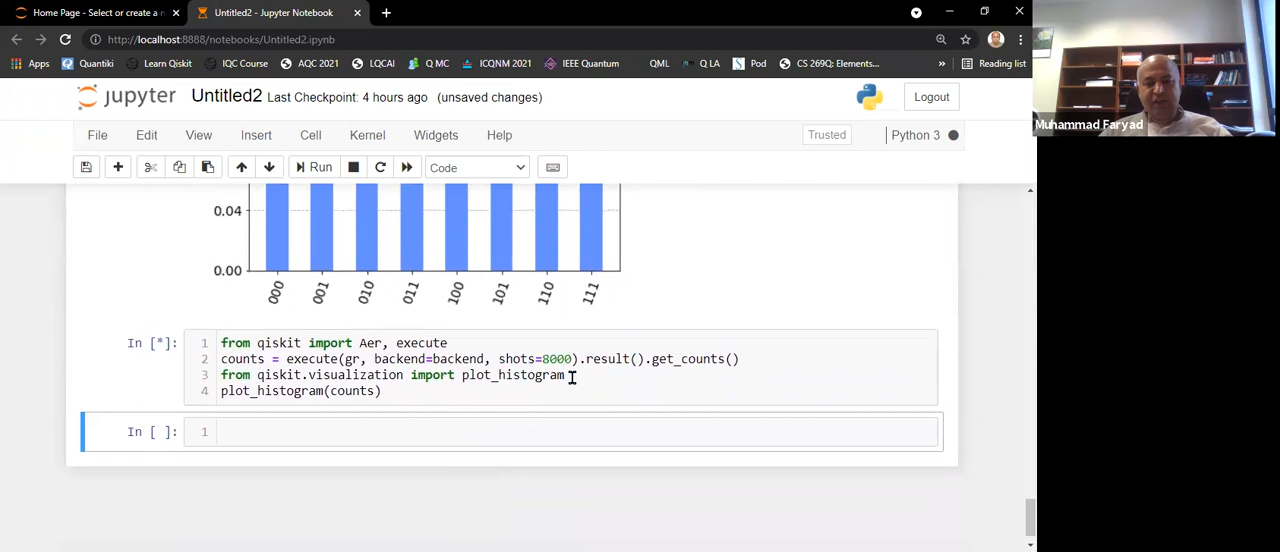 Home Page - Select or create a n
Untitled2 - Jupyter Notebook
http://localhost:8888/notebooks/Untitled2.ipynb
Apps
Quantiki
Learn Qiskit
IQC Course
AQC 2021
LQCAI
Q MC
ICQNM 2021
IEEE Quantum
QML
Q LA
Pod
CS 269Q: Elements...
»
Reading list
jupyter Untitled2 Last Checkpoint: 4 hours ago (unsaved changes)
Logout
File Edit View Insert Cell Kernel Widgets Help
Trusted
Python 3
Run
Code
0.04
0.00
000 001 010 011 100 101 110 111
In [*]:
1 from qiskit import Aer, execute
2 counts = execute(gr, backend=backend, shots=8000).result().get_counts()
3 from qiskit.visualization import plot_histogram
4 plot_histogram(counts)
In [ ]: 1
Muhammad Faryad